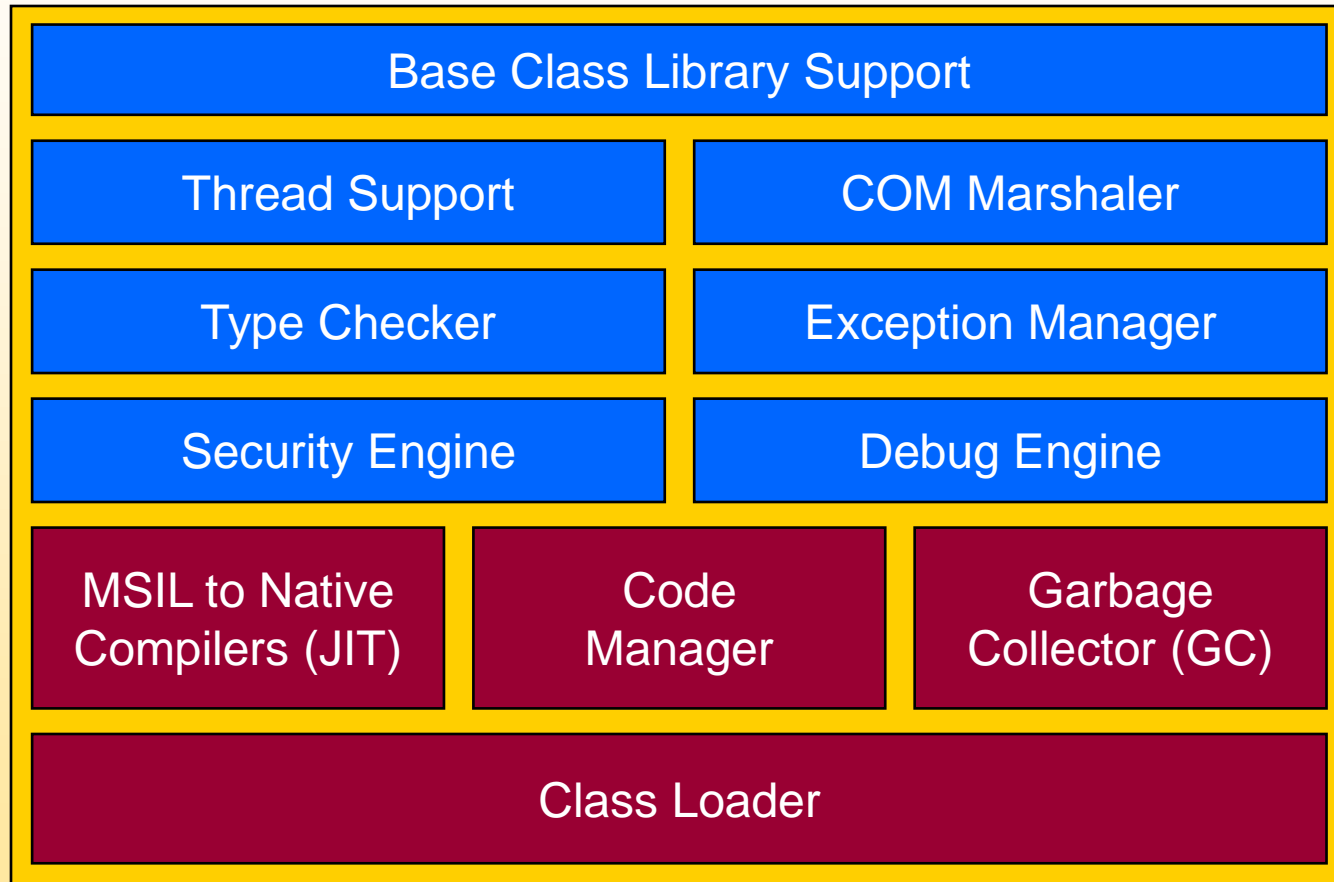 Base Class Library Support
Thread Support
COM Marshaler
Type Checker
Exception Manager
Security Engine
Debug Engine
MSIL to Native
Compilers (JIT)
Code
Manager
Garbage
Collector (GC)
Class Loader